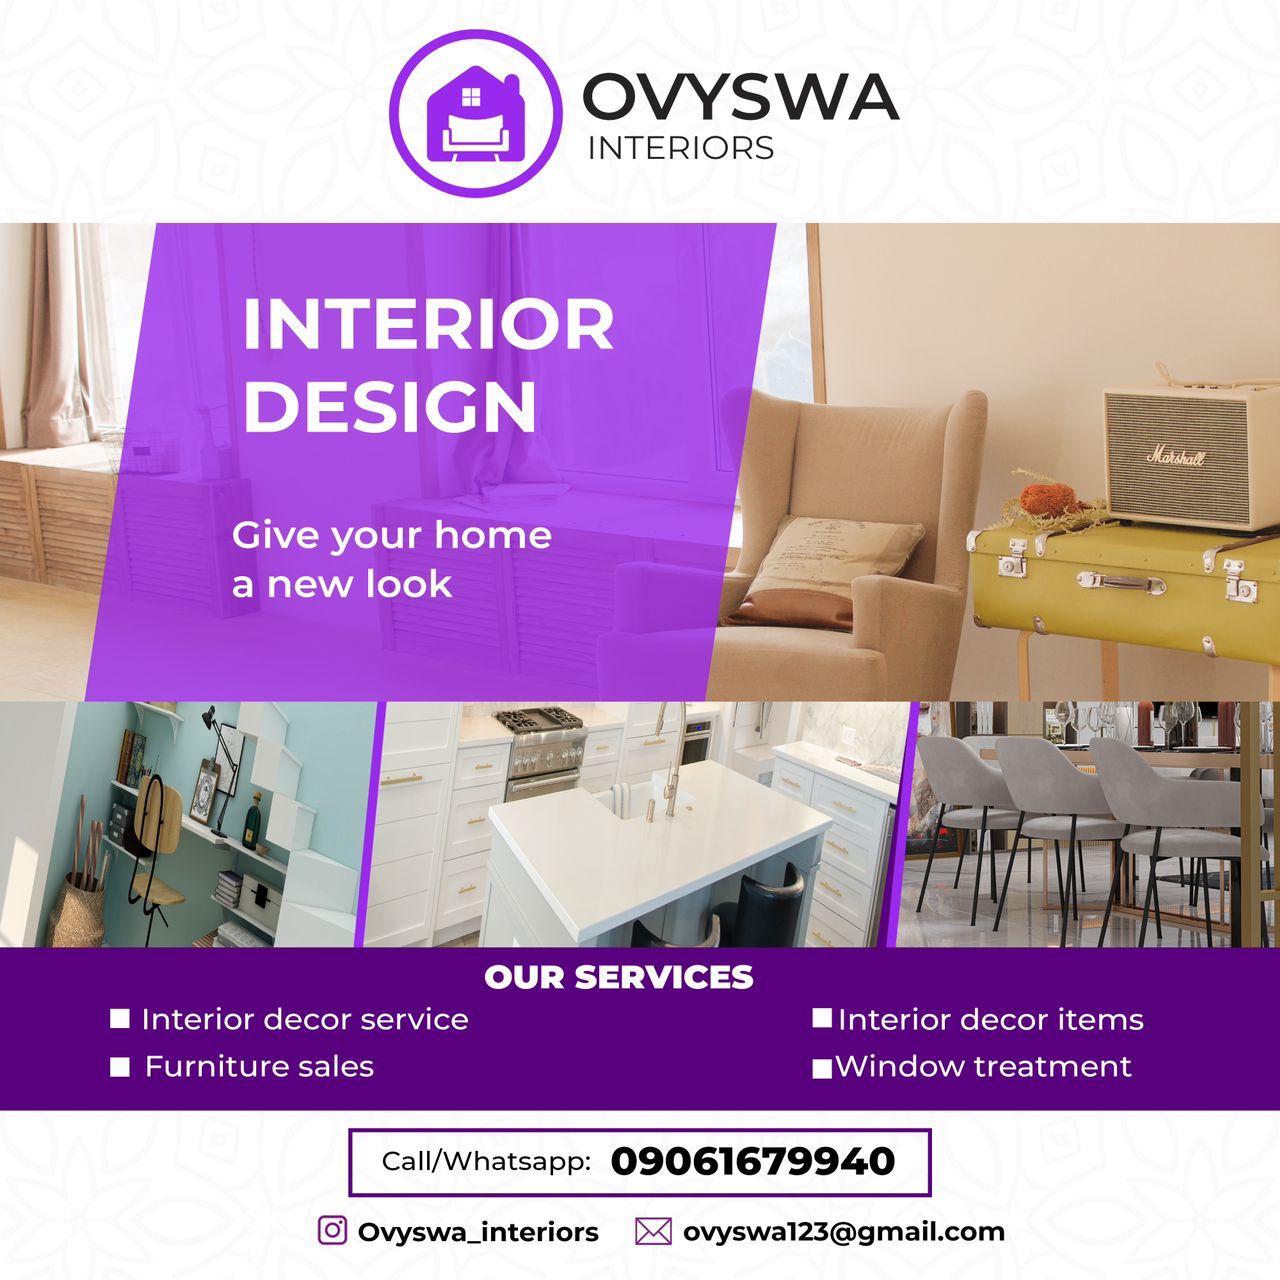 OVYSWA
INTERIORS
INTERIOR
DESIGN
Give your home
a new look
Marshall
OUR SERVICES
Interior decor service
Interior decor items
Furniture sales
Window treatment
Call/Whatsapp: 09061679940
Ovyswa_interiors
ovyswa123@gmail.com